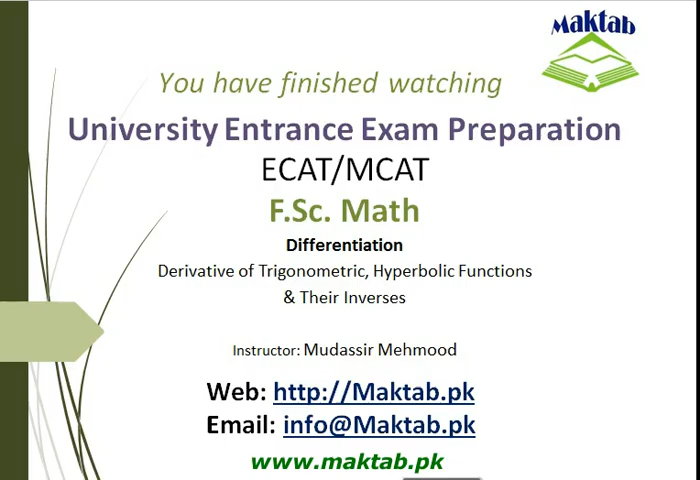 Maktab
You have finished watching
University Entrance Exam Preparation
ECAT/MCAT
F.Sc. Math
Differentiation
Derivative of Trigonometric, Hyperbolic Functions
& Their Inverses
Instructor: Mudassir Mehmood
Web: http://Maktab.pk
Email: info@Maktab.pk
www.maktab.pk